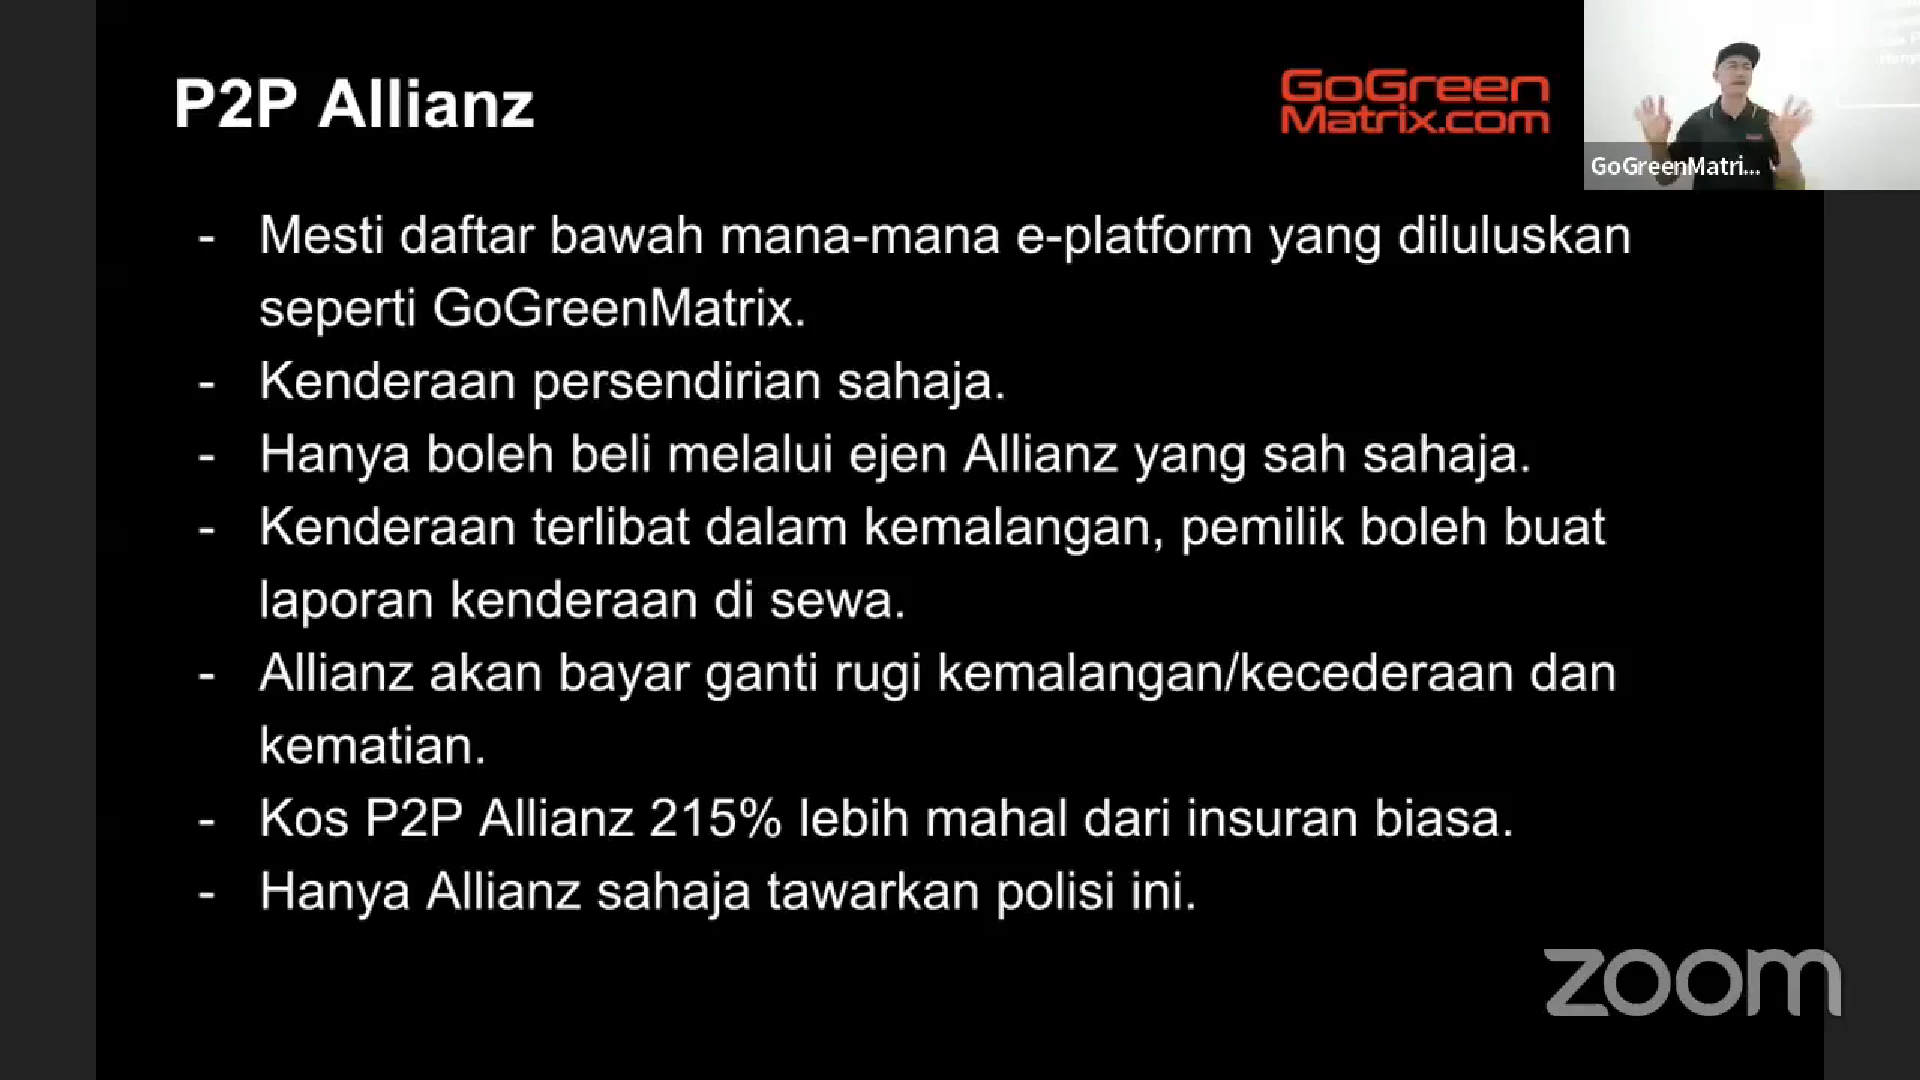 P2P Allianz
GoGreen
Matrix.com
GoGreenMatri...
- Mesti daftar bawah mana-mana e-platform yang diluluskan
seperti GoGreenMatrix.
- Kenderaan persendirian sahaja.
- Hanya boleh beli melalui ejen Allianz yang sah sahaja.
- Kenderaan terlibat dalam kemalangan, pemilik boleh buat
laporan kenderaan di sewa.
- Allianz akan bayar ganti rugi kemalangan/kecederaan dan
kematian.
- Kos P2P Allianz 215% lebih mahal dari insuran biasa.
- Hanya Allianz sahaja tawarkan polisi ini.
zoom